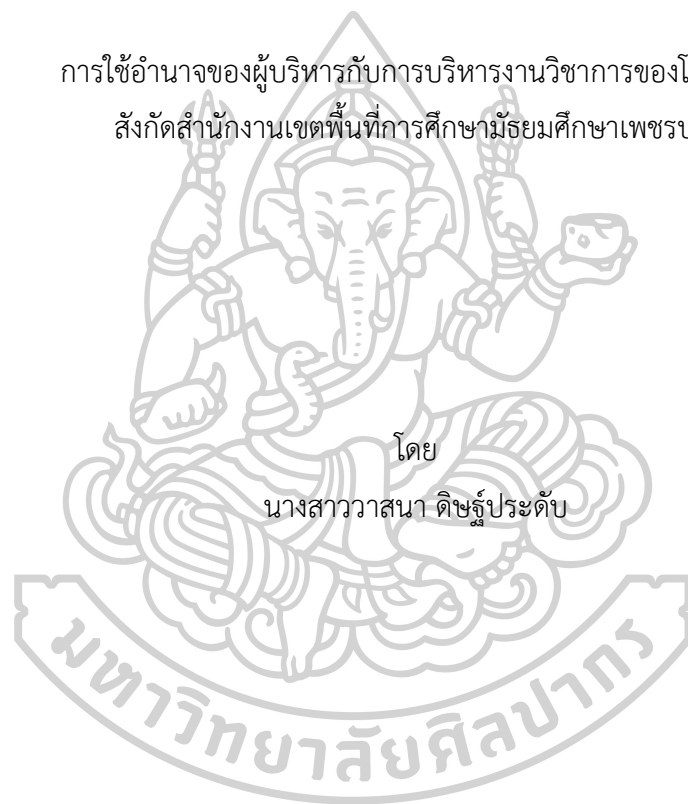 การใช้อำนาจของผู้บริหารกับการบริหารงานวิชาการของ
สังกัดสำนักงานเขตพื้นที่การศึกษามัธยมศึกษาเพชร
โดย
นางสาววาสนา ดิษฐ์ประดับ
มหาวิทยาลัยศิลปากร